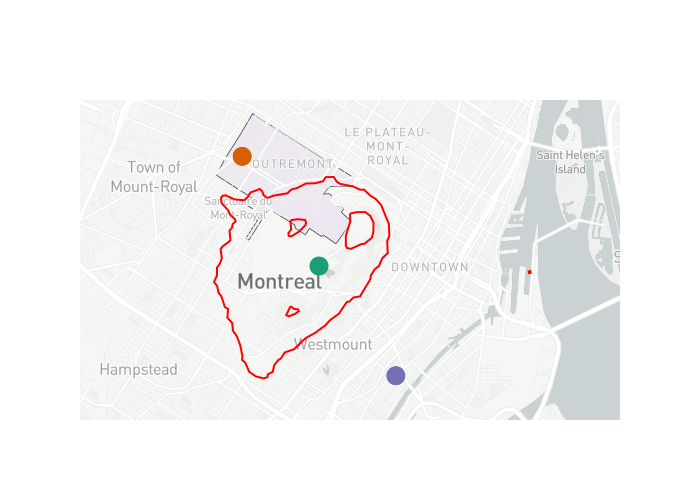 LE PLATEAU-
MONT-
ROYAL
Saint Helen's
Island
Town of
Mount-Royal
OUTREMONT
Sanctuaire du
Mont-Royal
DOWNTOWN
Montreal
Westmount
Hampstead